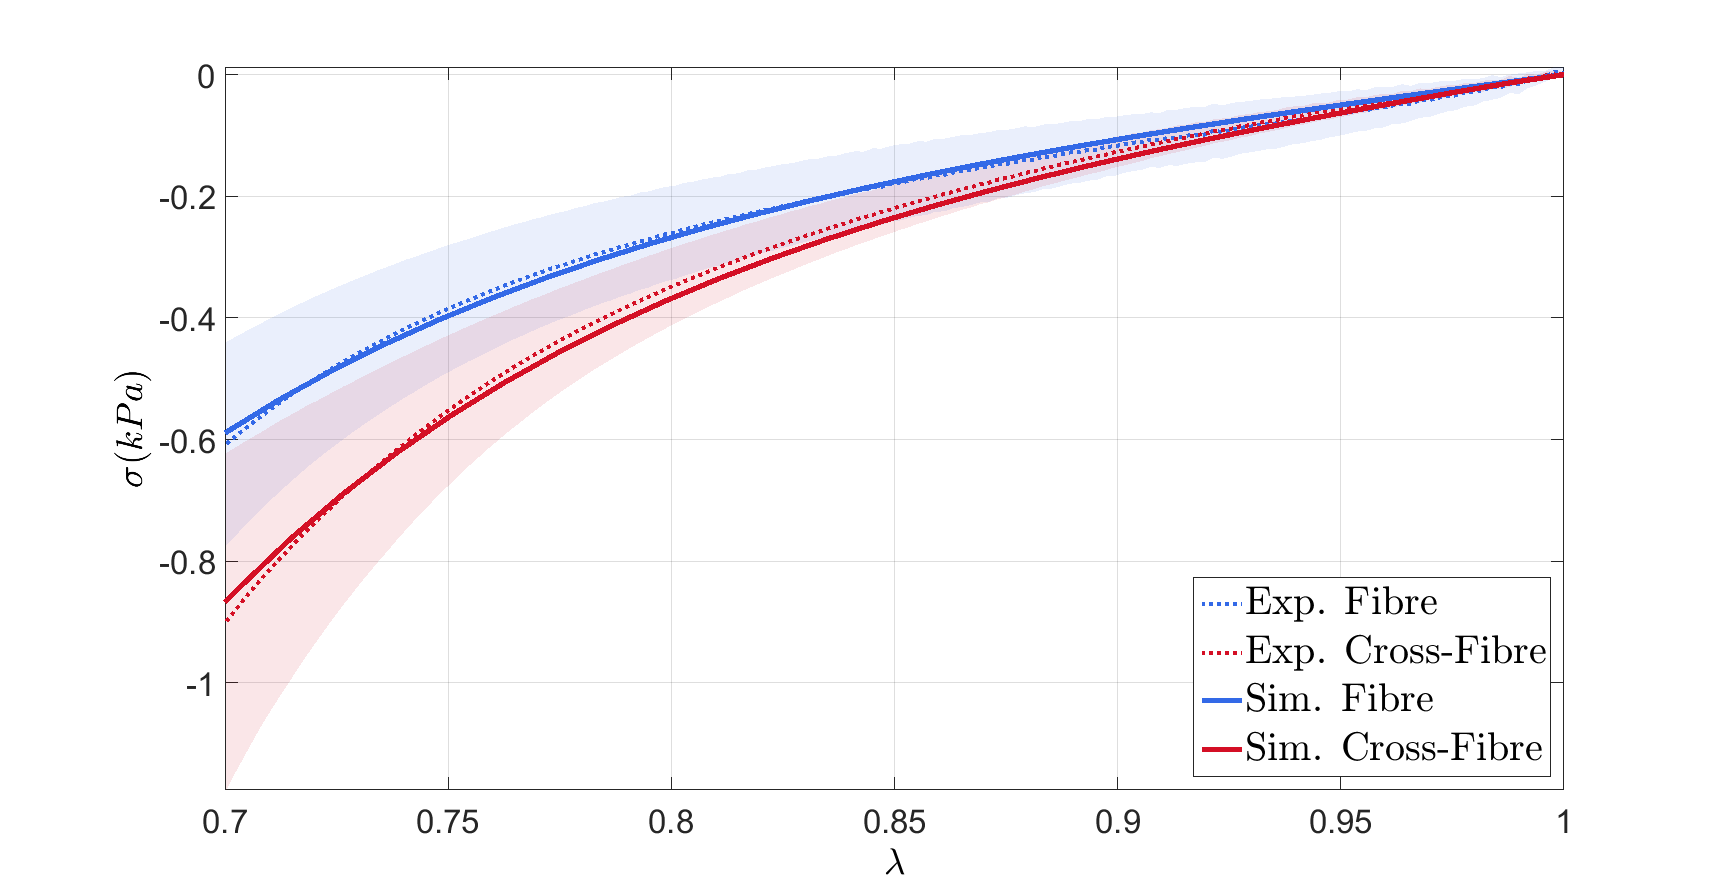 0
-0.2
-0.4
-0.6
-0.8
-1
σ(kPa)
0.7 0.75 0.8 0.85 0.9 0.95 1
λ
Exp. Fibre
Exp. Cross-Fibre
Sim. Fibre
Sim. Cross-Fibre